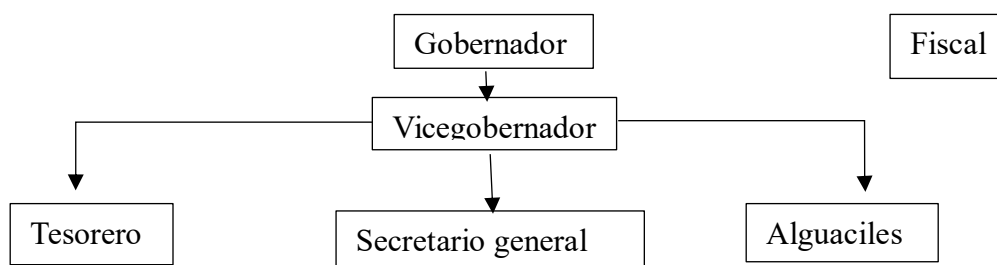 Gobernador
Fiscal
Vicegobernador
Tesorero
Secretario general
Alguaciles